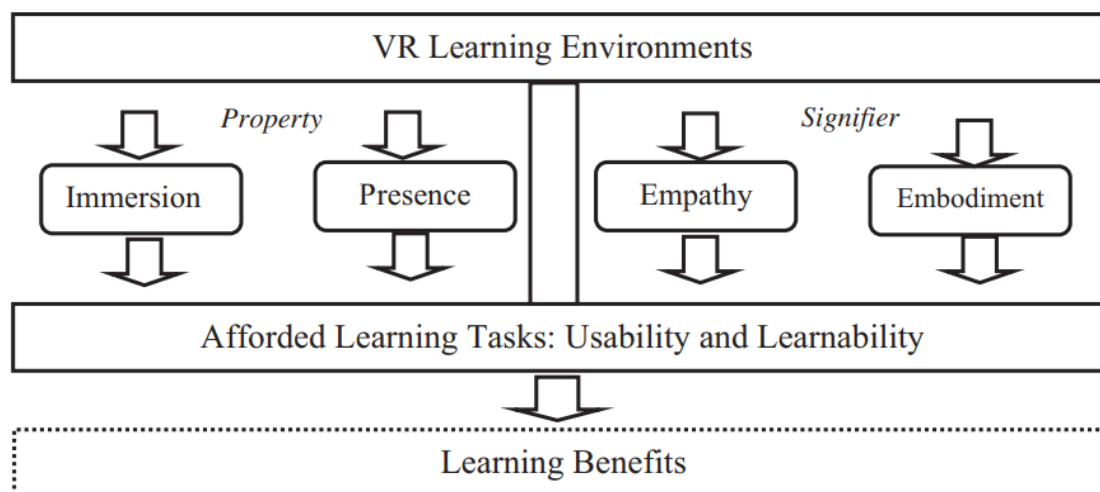 VR Learning Environments
Property
Signifier
Immersion
Presence
Empathy
Embodiment
Afforded Learning Tasks: Usability and Learnability
Learning Benefits